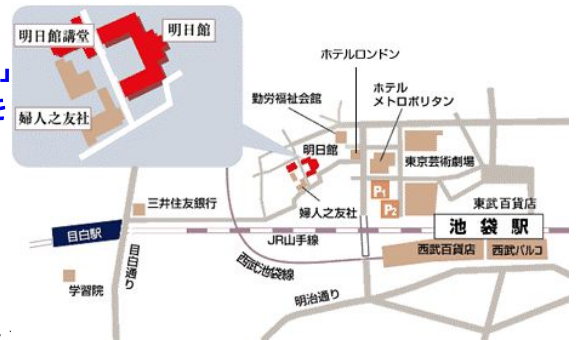 明日館講堂
明日館
」
婦人之友社
ホテルロンドン
勤労福祉会館
ホテル
メトロポリタン
明日館
東京芸術劇場
P1
P2
三井住友銀行
婦人之友社
東武百貨店
池袋駅
目白駅
JR山手線
西武百貨店
西武パルコ
目白通り
西武池袋線
学習院
明治通り